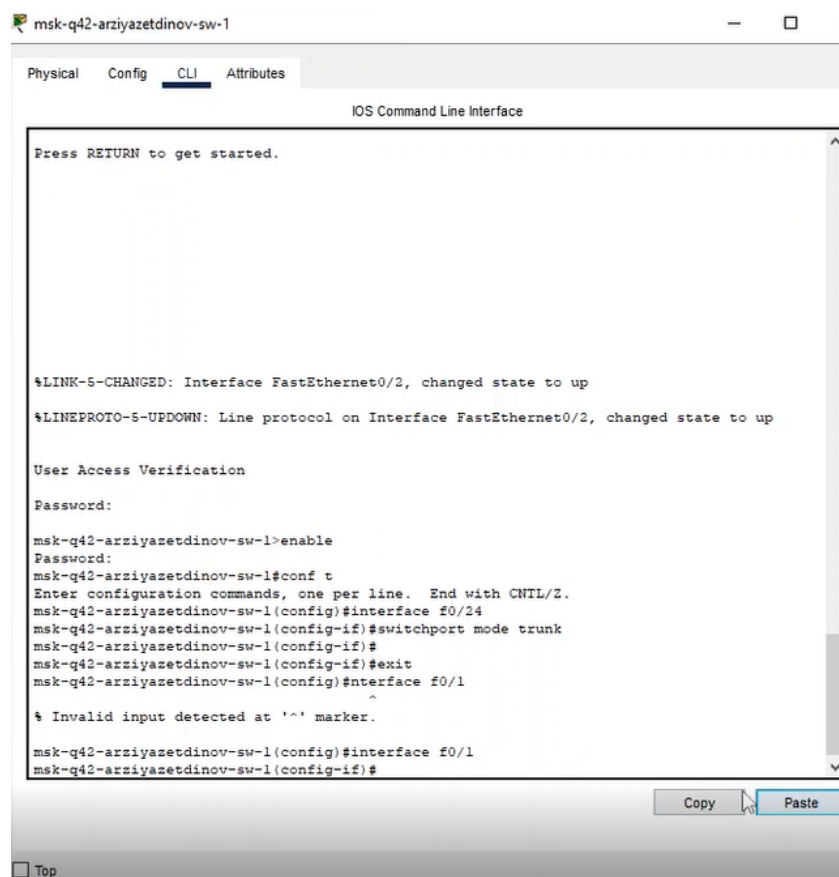 msk-q42-arziyazetdinov-sw-1
Physical Config CLI Attributes
IOS Command Line Interface
Press RETURN to get started.
%LINK-5-CHANGED: Interface FastEthernet0/2, changed state to up
%LINEPROTO-5-UPDOWN: Line protocol on Interface FastEthernet0/2, changed state to up
User Access Verification
Password:
msk-q42-arziyazetdinov-sw-1>enable
Password:
msk-q42-arziyazetdinov-sw-1#conf t
Enter configuration commands, one per line.  End with CNTL/Z.
msk-q42-arziyazetdinov-sw-1(config)#interface f0/24
msk-q42-arziyazetdinov-sw-1(config-if)#switchport mode trunk
msk-q42-arziyazetdinov-sw-1(config-if)#
msk-q42-arziyazetdinov-sw-1(config-if)#exit
msk-q42-arziyazetdinov-sw-1(config)#nterface f0/1
^
% Invalid input detected at '^' marker.
msk-q42-arziyazetdinov-sw-1(config)#interface f0/1
msk-q42-arziyazetdinov-sw-1(config-if)#
Copy Paste
Top